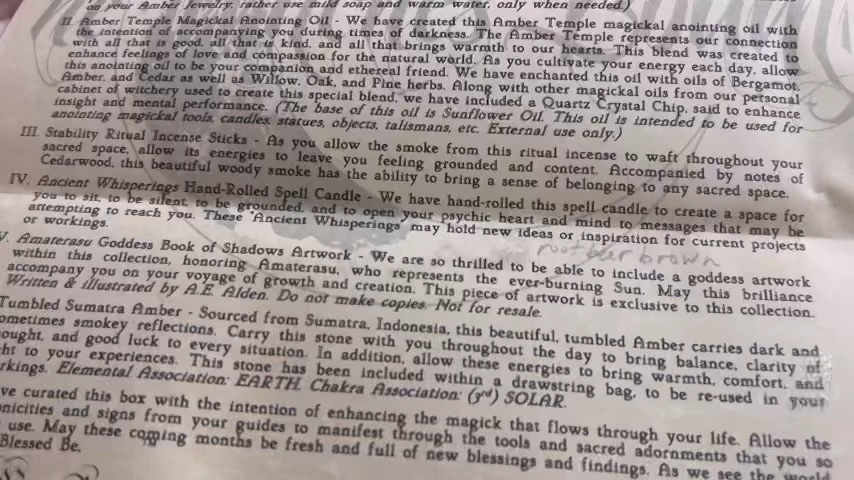 on your Amber Jewelry, rather use mild soap and warm water, only when needed.)
II. Amber Temple Magickal Anointing Oil - We have created this Amber Temple magickal anointing oil with
the intention of accompanying you during times of darkness. The Amber Temple represents our connection
with all that is good, all that is kind, and all that brings warmth to our hearts. This blend was created to
enhance feelings of love and compassion for the natural world. As you cultivate your energy each day, allow
this anointing oil to be your companion and ethereal friend. We have enchanted this oil with oils of Bergamot,
Amber, and Cedar as well as Willow, Oak, and Pine herbs. Along with other magickal oils from our personal
cabinet of witchery used to create this special blend, we have included a Quartz Crystal Chip, said to enhance
insight and mental performance. (The base of this oil is Sunflower Oil. This oil is intended to be used for
anointing magickal tools, candles, statues, objects, talismans, etc. External use only.)
III. Stability Ritual Incense Sticks - As you allow the smoke from this ritual incense to waft throughout your
sacred space, allow its energies to leave you feeling grounded and content. Accompanied by notes of
Cedarwood, this beautiful woody smoke has the ability to bring a sense of belonging to any sacred space.
IV. Ancient Whisperings Hand-Rolled Spell Candle - We have hand-rolled this spell candle to create a space for
you to sit, to be silent, to be grounded, and to open your psychic heart and mind to messages that may be
attempting to reach you. These 'Ancient Whisperings' may hold new ideas or inspiration for current projects
or workings.
brown
V. Amaterasu Goddess Book of Shadows Artwork - We are so thrilled to be able to include a goddess artwork
within this collection, honoring Amaterasu, who represents the ever-burning Sun. May this brilliance
accompany you on your voyage of growth and creation. This piece of artwork is exclusive to this collection.
Written & illustrated by A.E. Alden. Do not make copies. Not for resale.
Tumbled Sumatra Amber - Sourced from Sumatra, Indonesia, this beautiful, tumbled Amber carries dark and
ometimes smokey reflections. Carry this stone with you throughout the day to bring balance, clarity of
ought, and good luck to every situation. In addition, allow these energies to bring warmth, comfort, and
ht to your experiences. This stone has been included within a drawstring bag, to be re-used in your
rkings. Elemental Association: EARTH. Chakra Association: (3rd) SOLAR.
ve curated this box with the intention of enhancing the magick that flows through your life. Allow the
nicities and signs from your guides to manifest through the tools and sacred adornments that you so
use. May these coming months be fresh and full of new blessings and findings. As we see the world
Blessed Be,